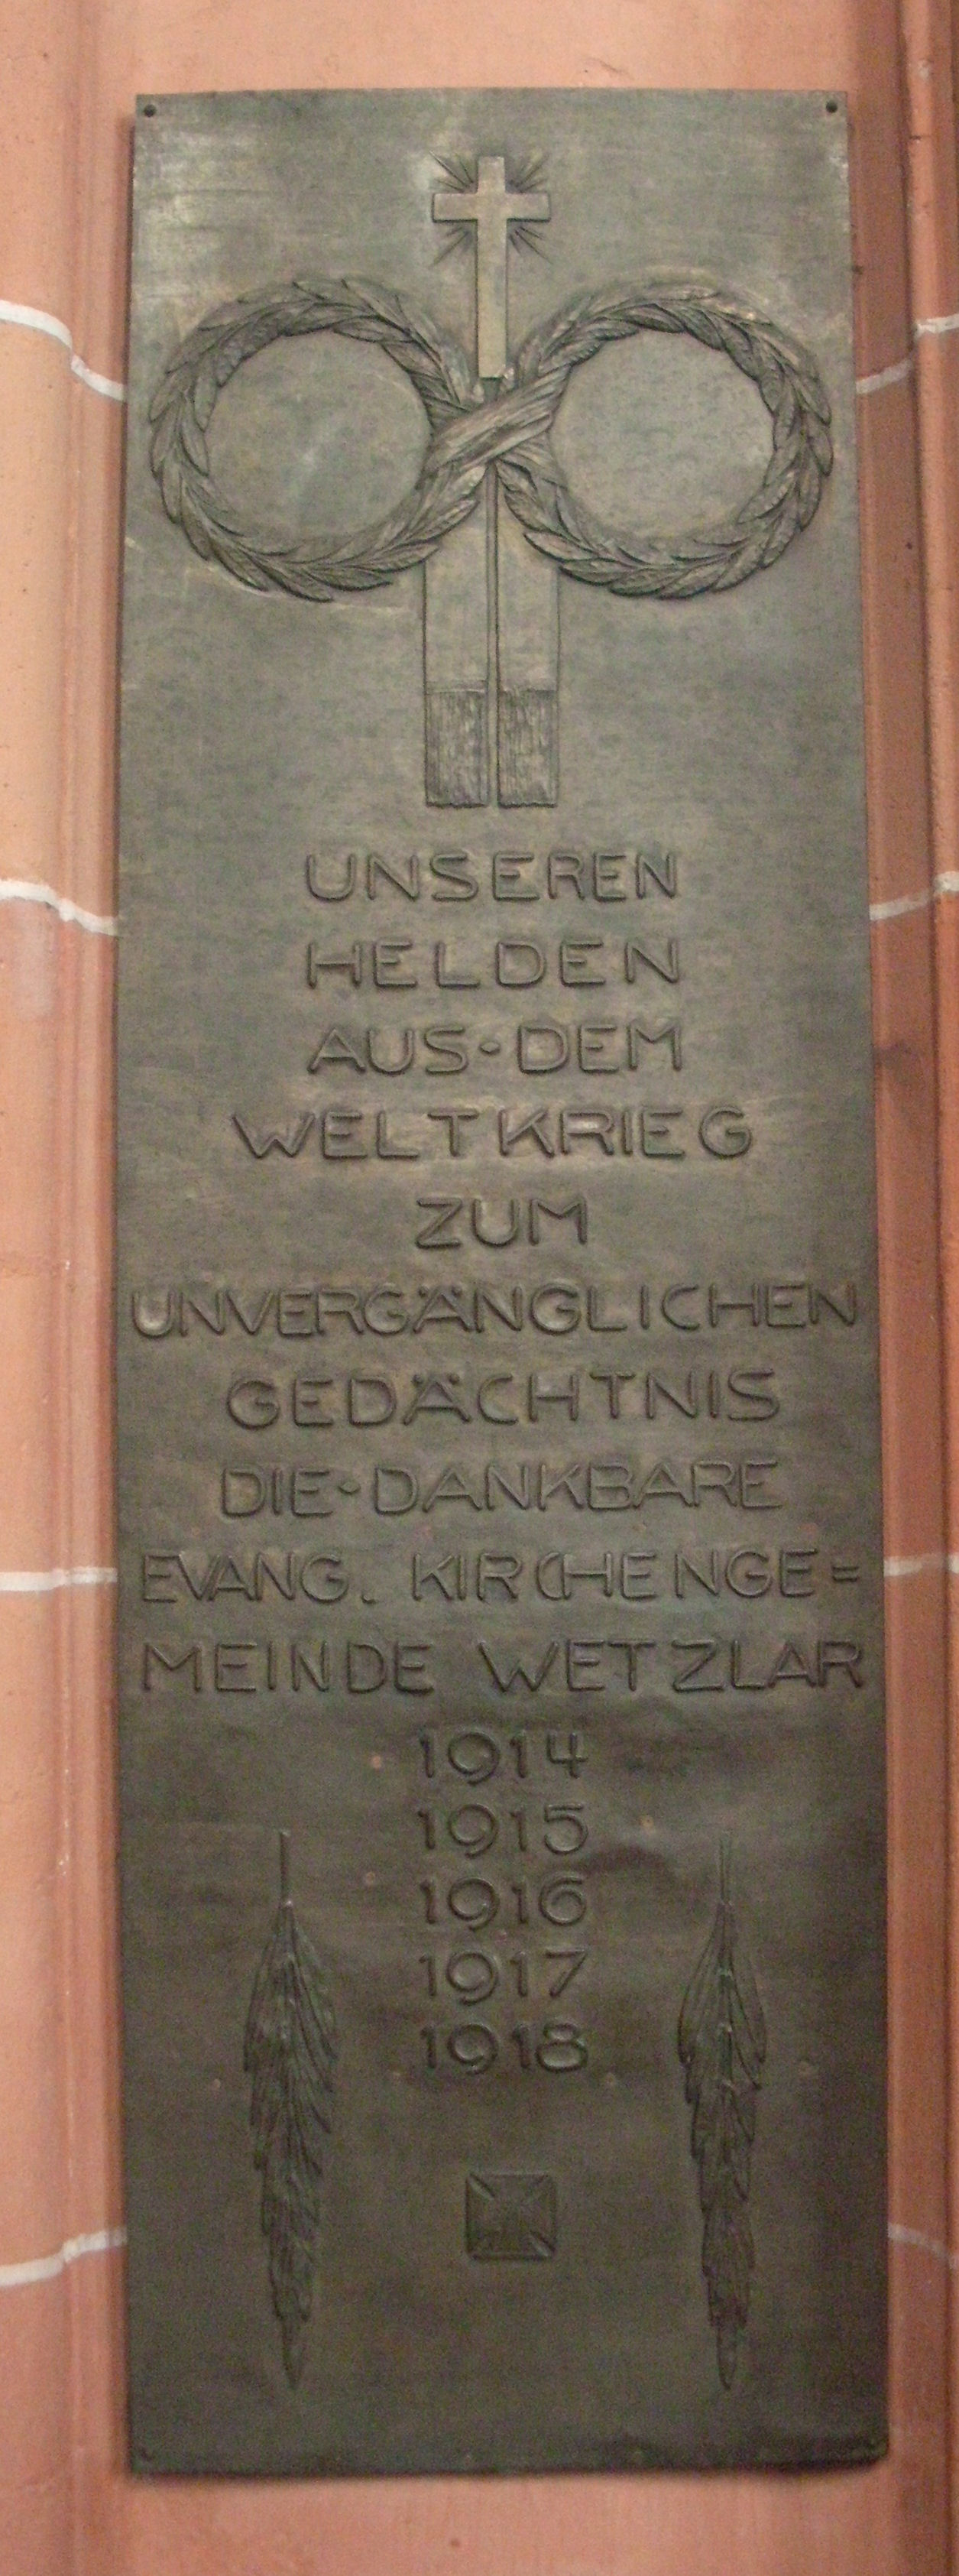 UNSEREN
HELDEN
AUS·DEM
WELTKRIEG
ZUM
UNVERGÄNGLICHEN
GEDÄCHTNIS
DIE·DANKBARE
EVANG. KIRCHENGE=
MEINDE WETZLAR
1914
1915
1916
1917
1918